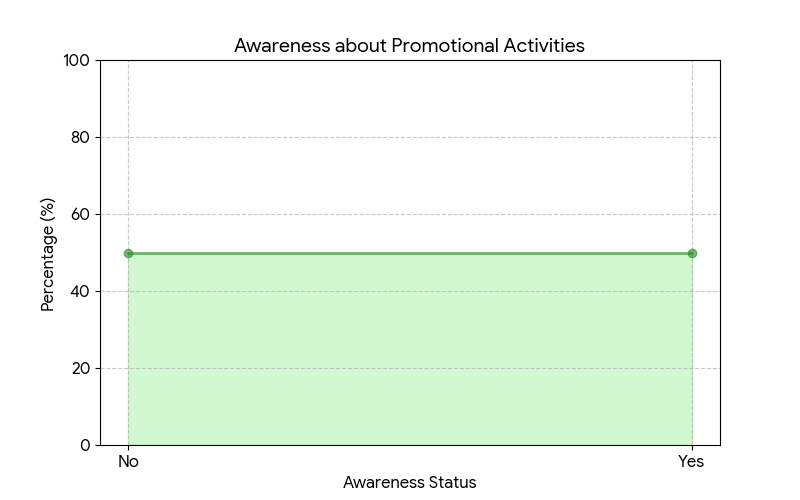 Awareness about Promotional Activities
100
80
60
40
20
0
Percentage (%)
No
Yes
Awareness Status